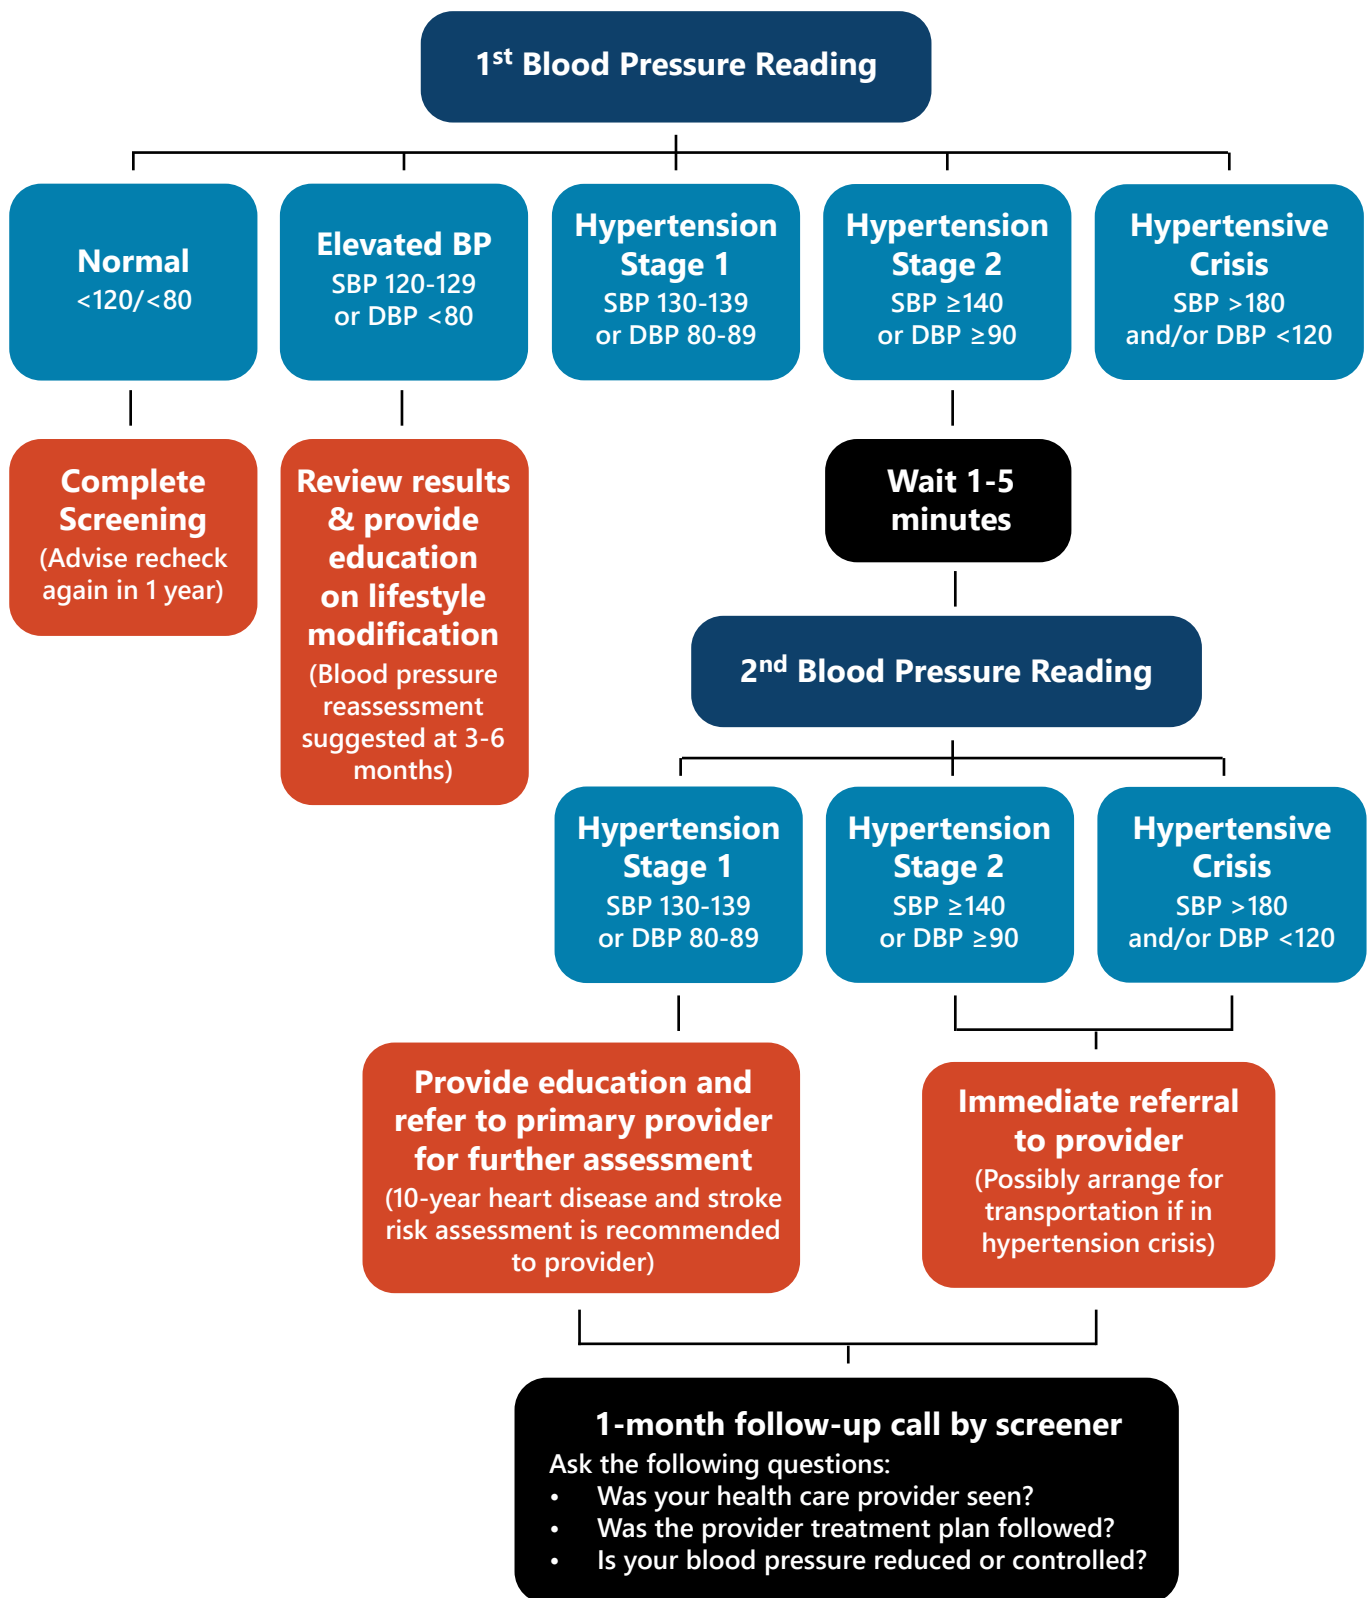 1st Blood Pressure Reading
Normal
<120/<80
Elevated BP
SBP 120-129
or DBP <80
Hypertension
Stage 1
SBP 130-139
or DBP 80-89
Hypertension
Stage 2
SBP ≥140
or DBP ≥90
Hypertensive
Crisis
SBP >180
and/or DBP <120
Complete
Screening
(Advise recheck
again in 1 year)
Review results
& provide
education
on lifestyle
modification
(Blood pressure
reassessment
suggested at 3-6
months)
Wait 1-5
minutes
2nd Blood Pressure Reading
Hypertension
Stage 1
SBP 130-139
or DBP 80-89
Hypertension
Stage 2
SBP ≥140
or DBP ≥90
Hypertensive
Crisis
SBP >180
and/or DBP <120
Provide education and
refer to primary provider
for further assessment
(10-year heart disease and stroke
risk assessment is recommended
to provider)
Immediate referral
to provider
(Possibly arrange for
transportation if in
hypertension crisis)
1-month follow-up call by screener
Ask the following questions:
• Was your health care provider seen?
• Was the provider treatment plan followed?
• Is your blood pressure reduced or controlled?